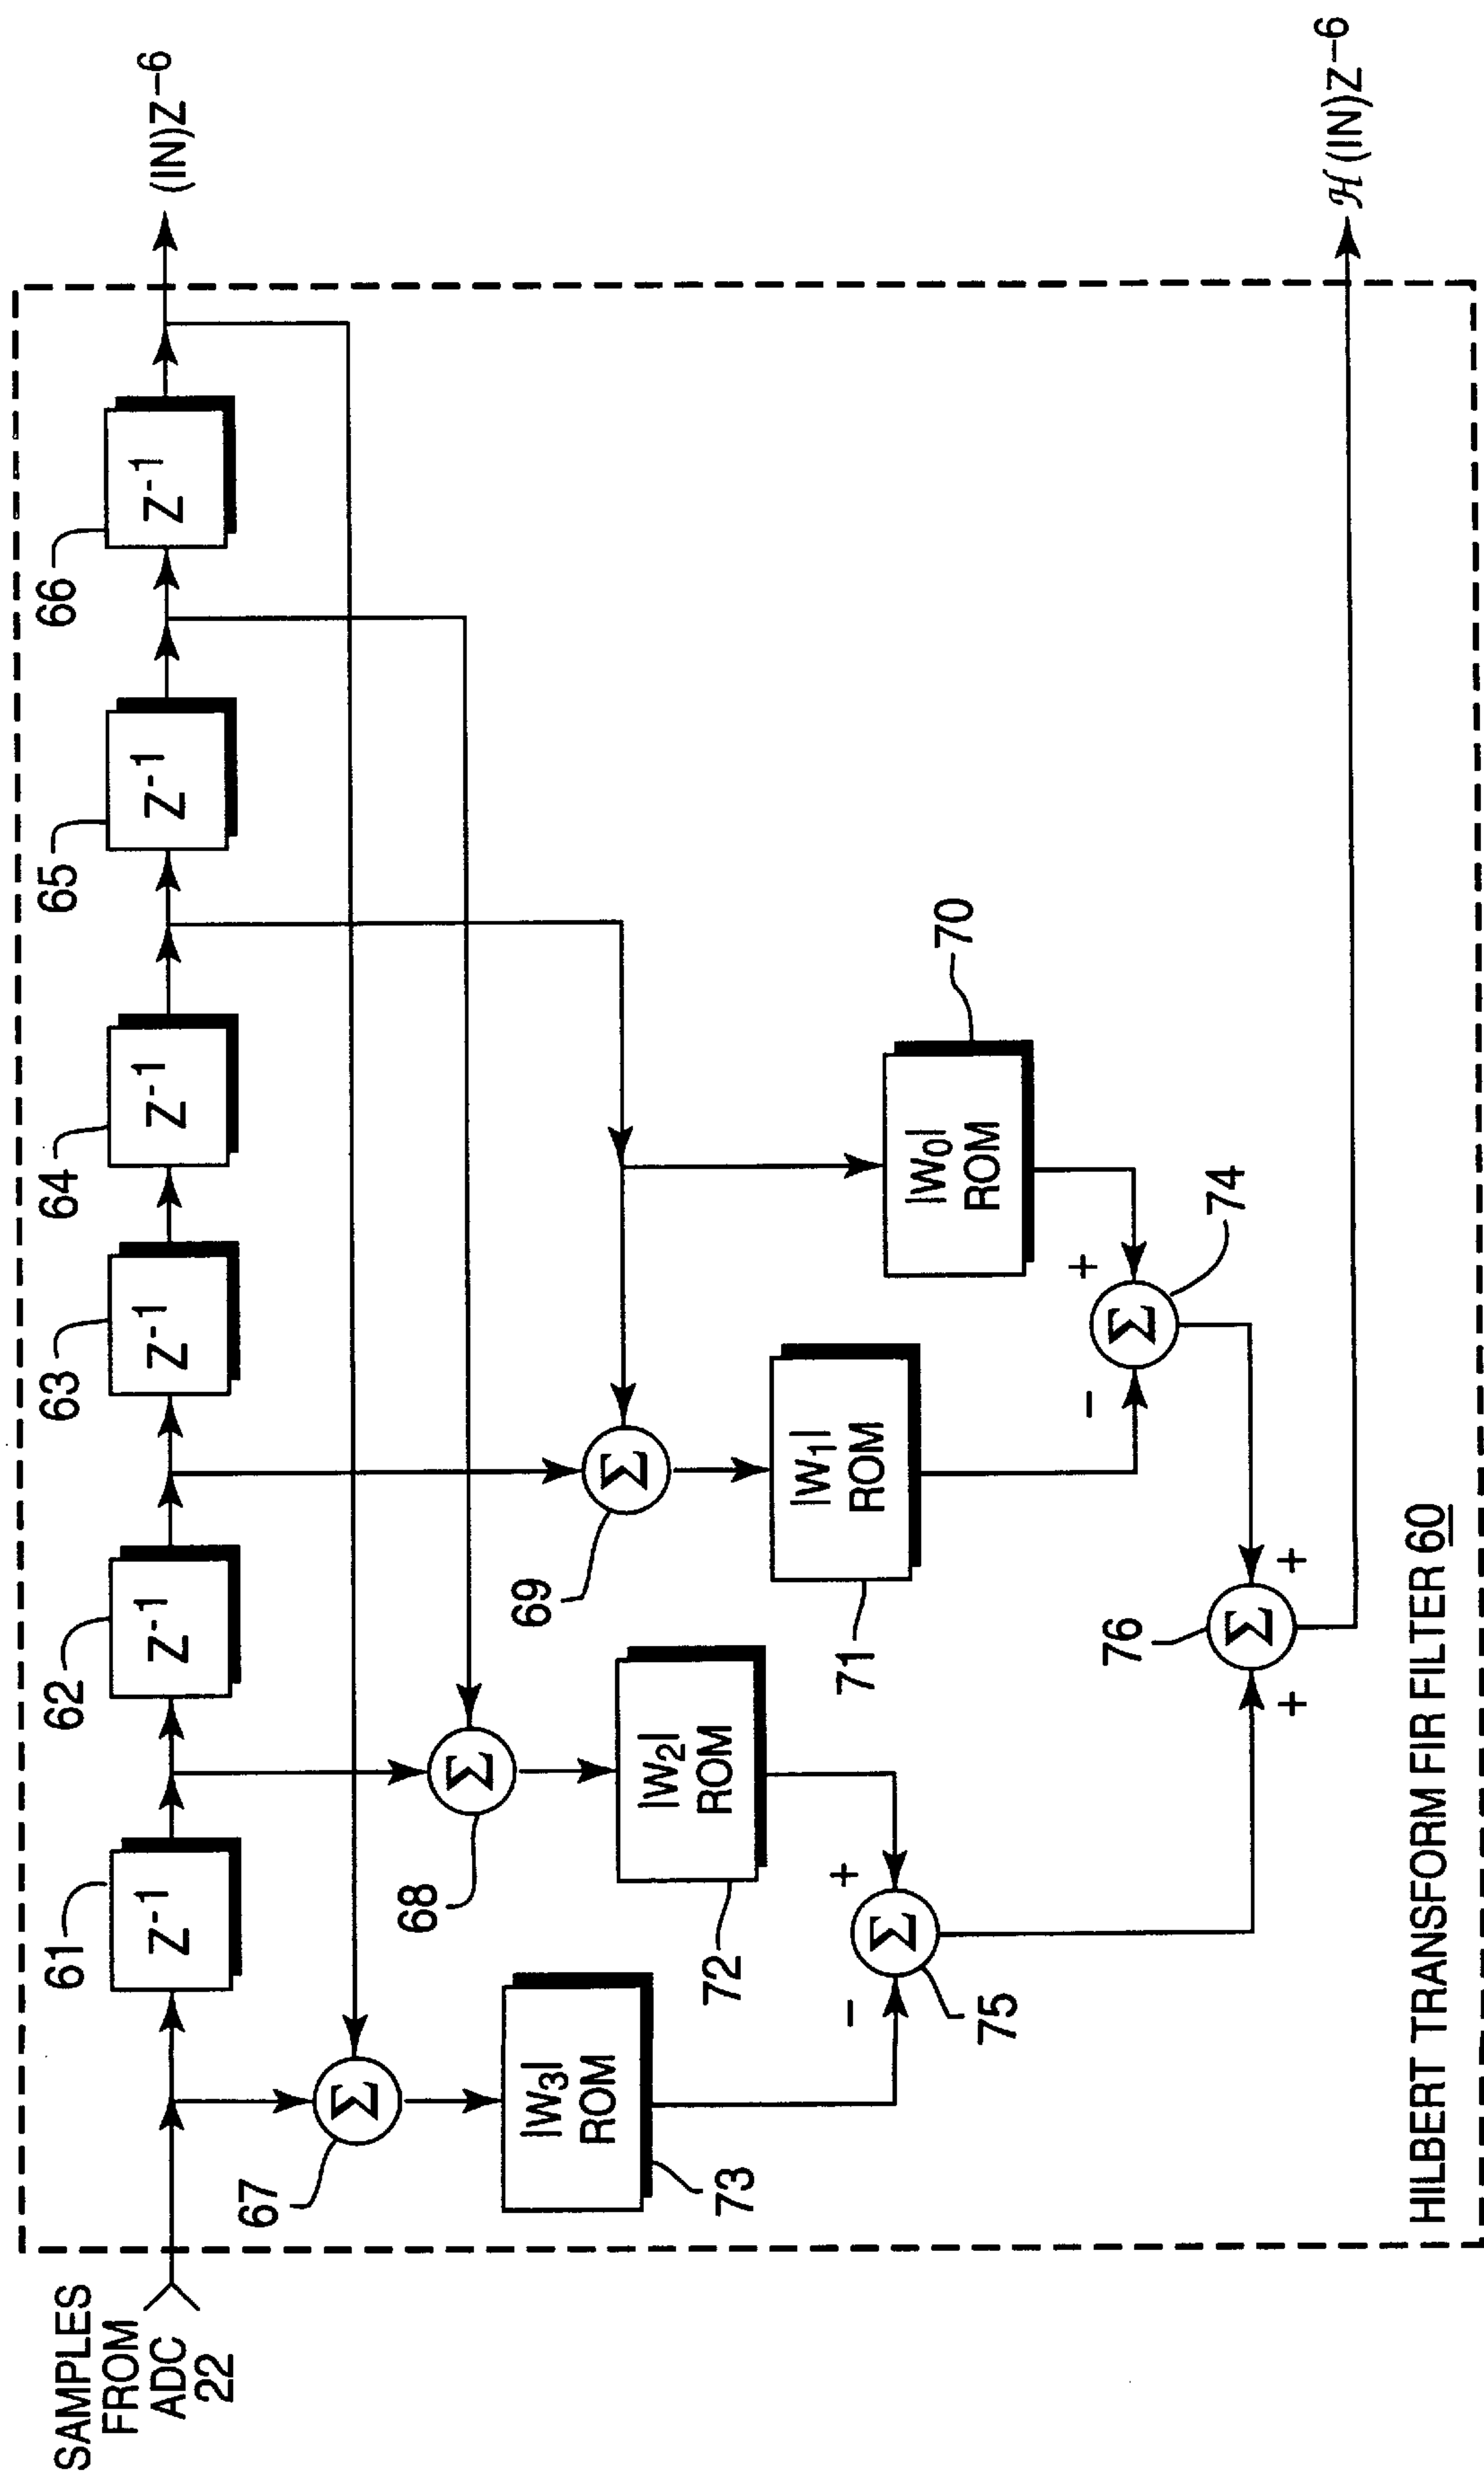 SAMPLES
FROM
ADC
22
61
Z-1
62
Z-1
63
Z-1
64
Z-1
65
Z-1
66
Z-1
(IN)Z-6
67
Σ
68
Σ
69
Σ
|W3|
ROM
73
|W2|
ROM
72
|W1|
ROM
71
|W0|
ROM
70
-
+
Σ
75
-
+
Σ
74
+
+
Σ
76
ℋ(IN)Z-6
HILBERT TRANSFORM FIR FILTER 60